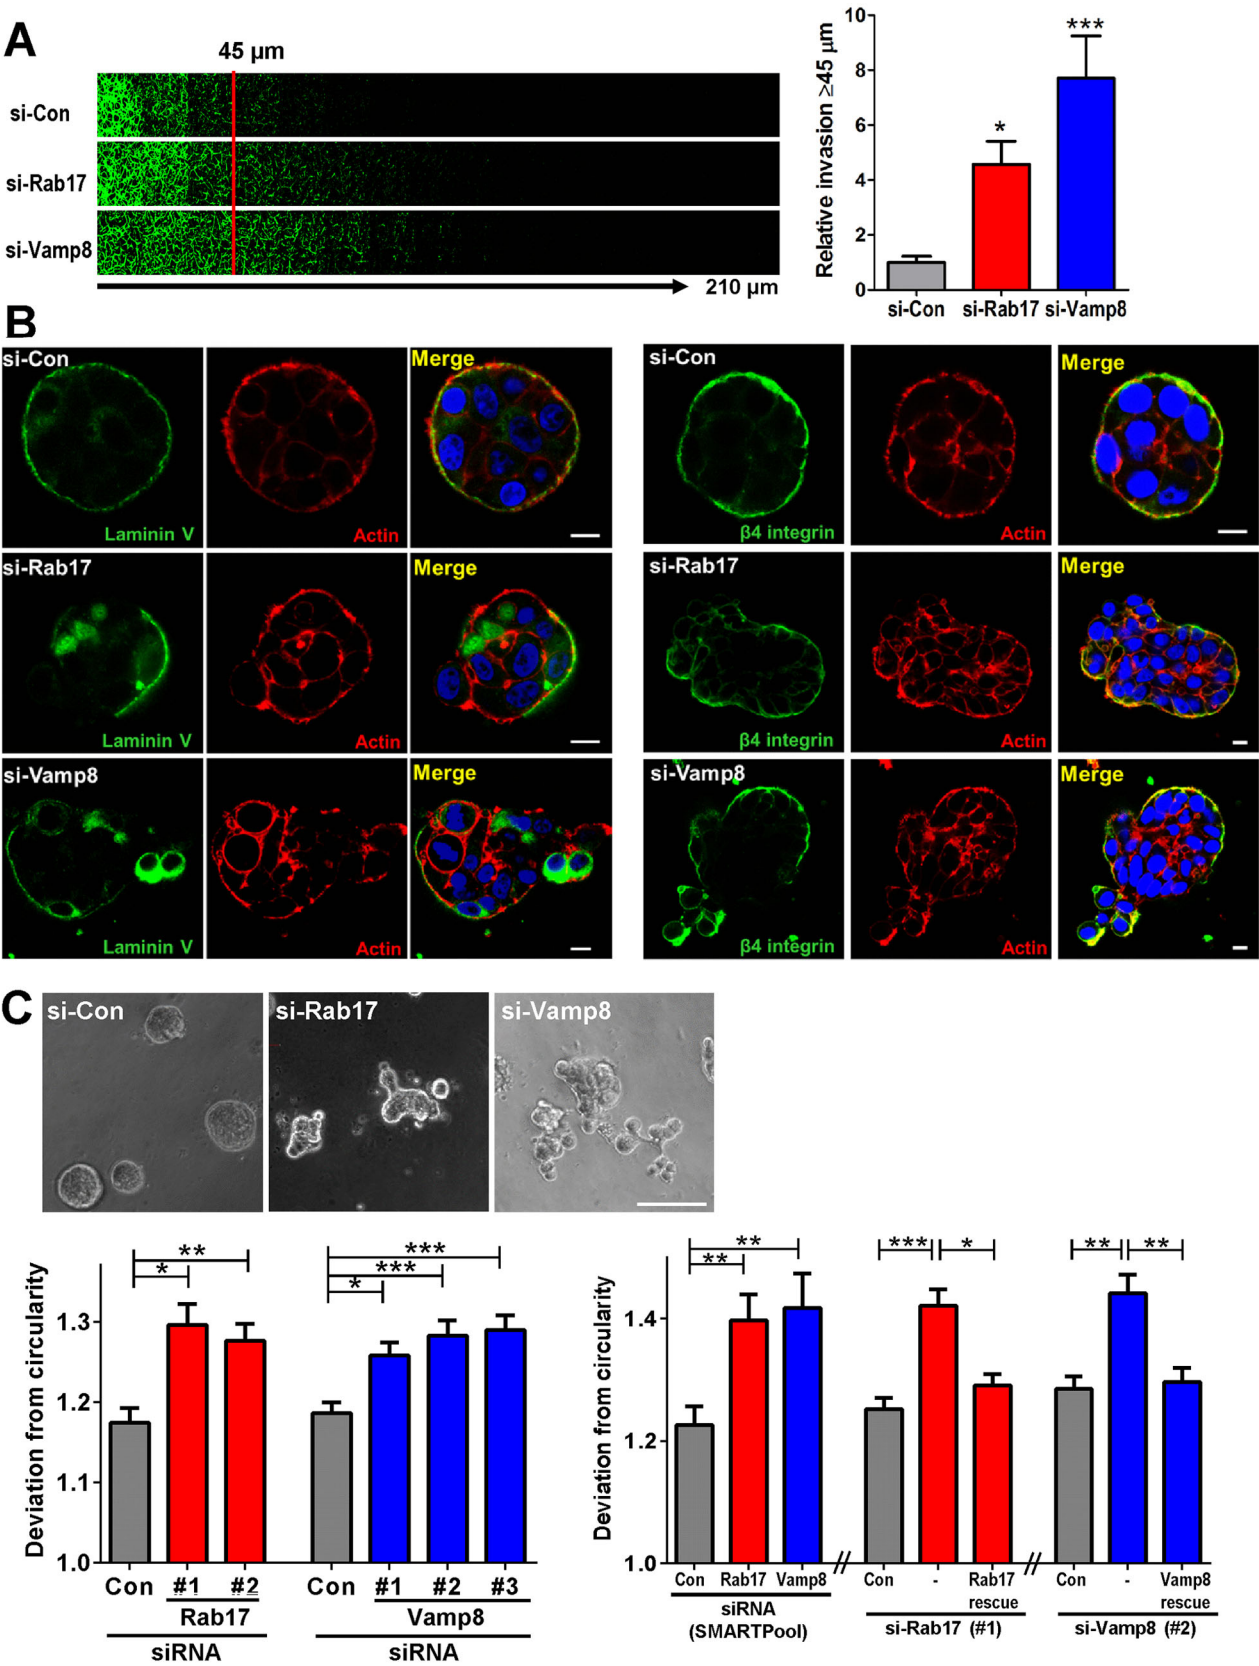 A
45 µm
si-Con
si-Rab17
si-Vamp8
210 µm
Relative invasion ≥45 µm
10
8
6
4
2
0
*
***
si-Con si-Rab17 si-Vamp8
B
si-Con Merge
Laminin V Actin
si-Con Merge
β4 integrin Actin
si-Rab17 Merge
Laminin V Actin
si-Rab17 Merge
β4 integrin Actin
si-Vamp8 Merge
Laminin V Actin
si-Vamp8 Merge
β4 integrin Actin
C
si-Con si-Rab17 si-Vamp8
Deviation from circularity
1.3
1.2
1.1
1.0
**
*
***
***
*
Con #1 #2 Con #1 #2 #3
Rab17 Vamp8
siRNA siRNA
Deviation from circularity
1.4
1.2
1.0
**
**
*** *
** **
Con Rab17 Vamp8 Con - Rab17 rescue Con - Vamp8 rescue
siRNA
(SMARTPool)
si-Rab17 (#1)
si-Vamp8 (#2)